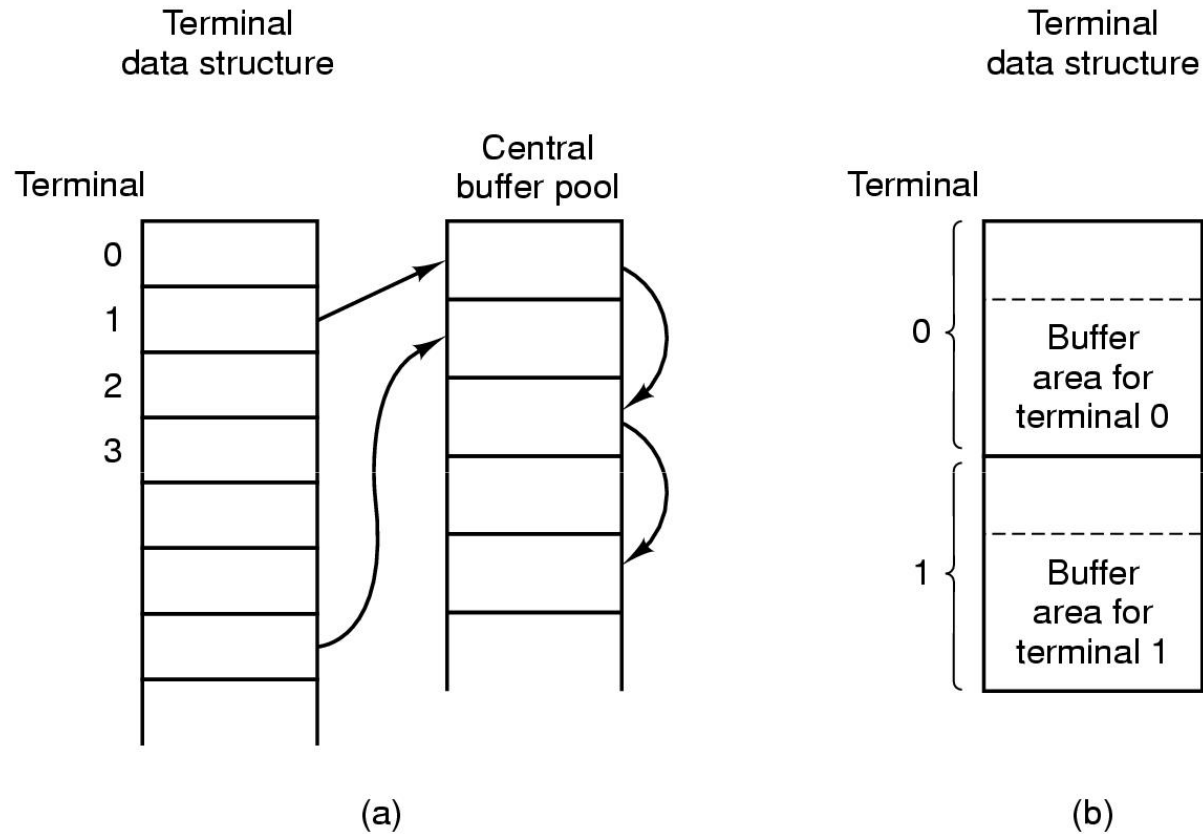 Terminal
data structure
Central
buffer pool
Terminal
0
1
2
3
(a)
Terminal
data structure
Terminal
0
Buffer
area for
terminal 0
1
Buffer
area for
terminal 1
(b)